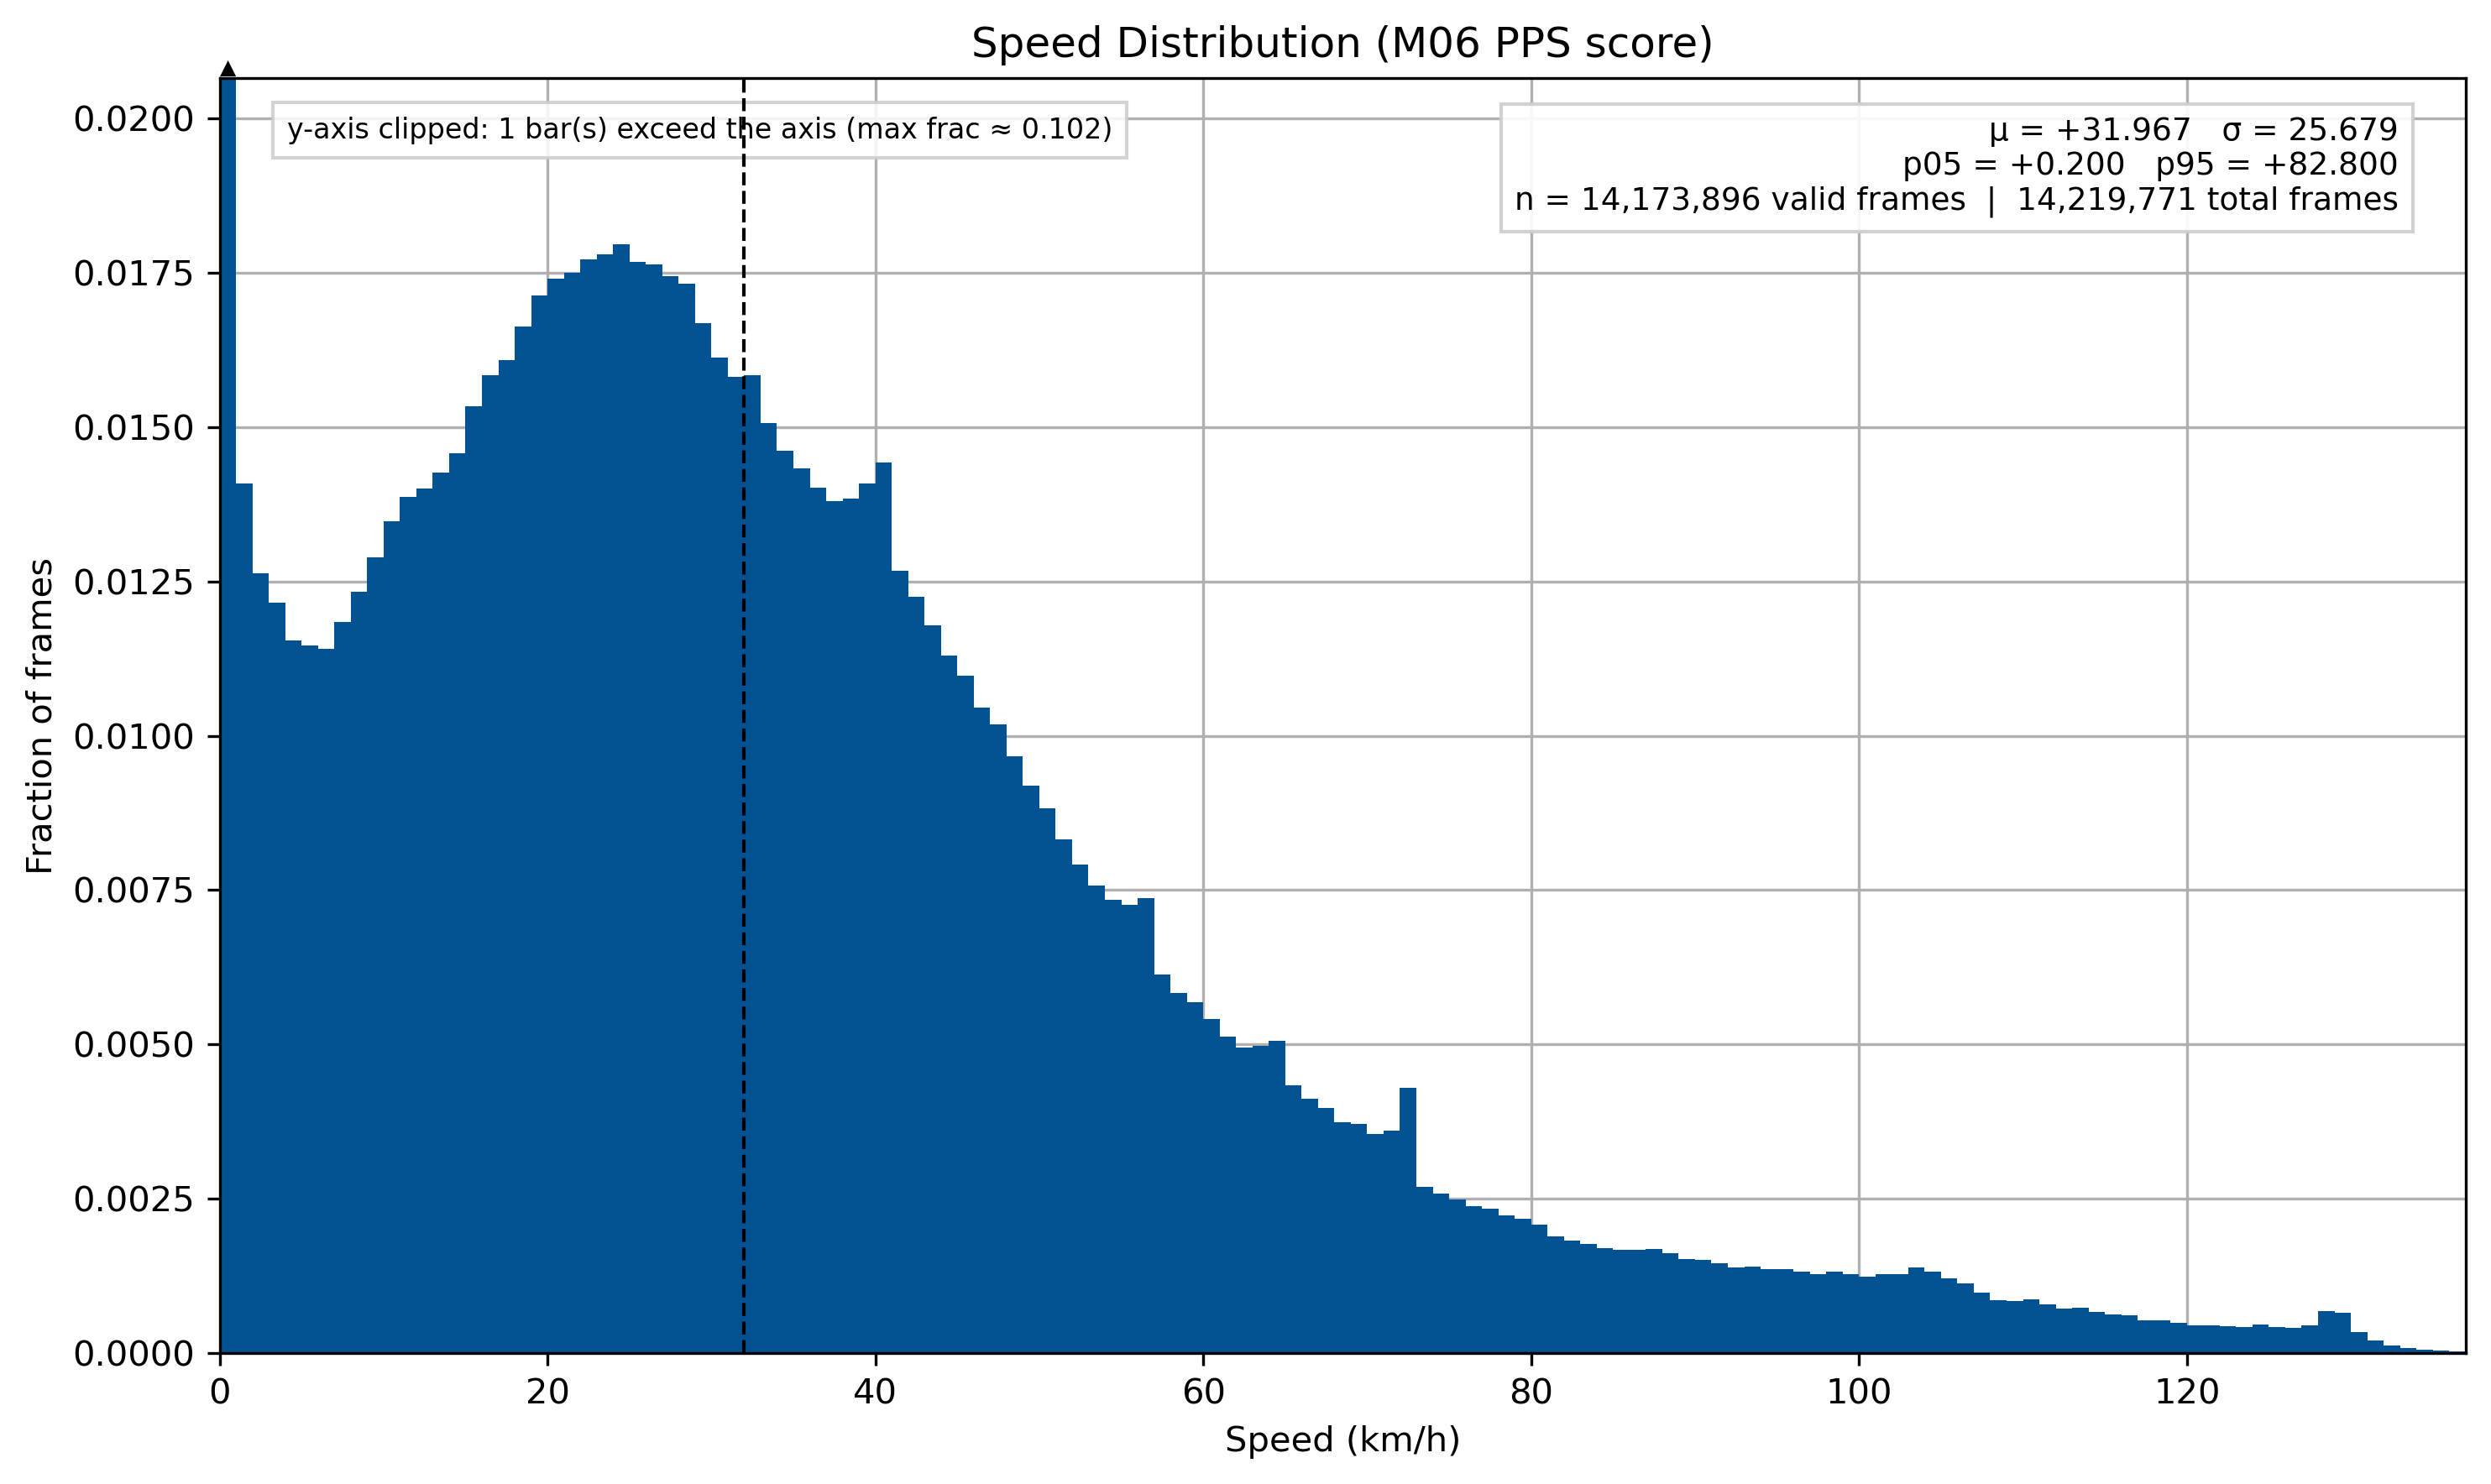 Speed Distribution (M06 PPS score)
y-axis clipped: 1 bar(s) exceed the axis (max frac ≈ 0.102)
μ = +31.967   σ = 25.679
p05 = +0.200   p95 = +82.800
n = 14,173,896 valid frames  |  14,219,771 total frames
Fraction of frames
0.0200
0.0175
0.0150
0.0125
0.0100
0.0075
0.0050
0.0025
0.0000
0 20 40 60 80 100 120
Speed (km/h)